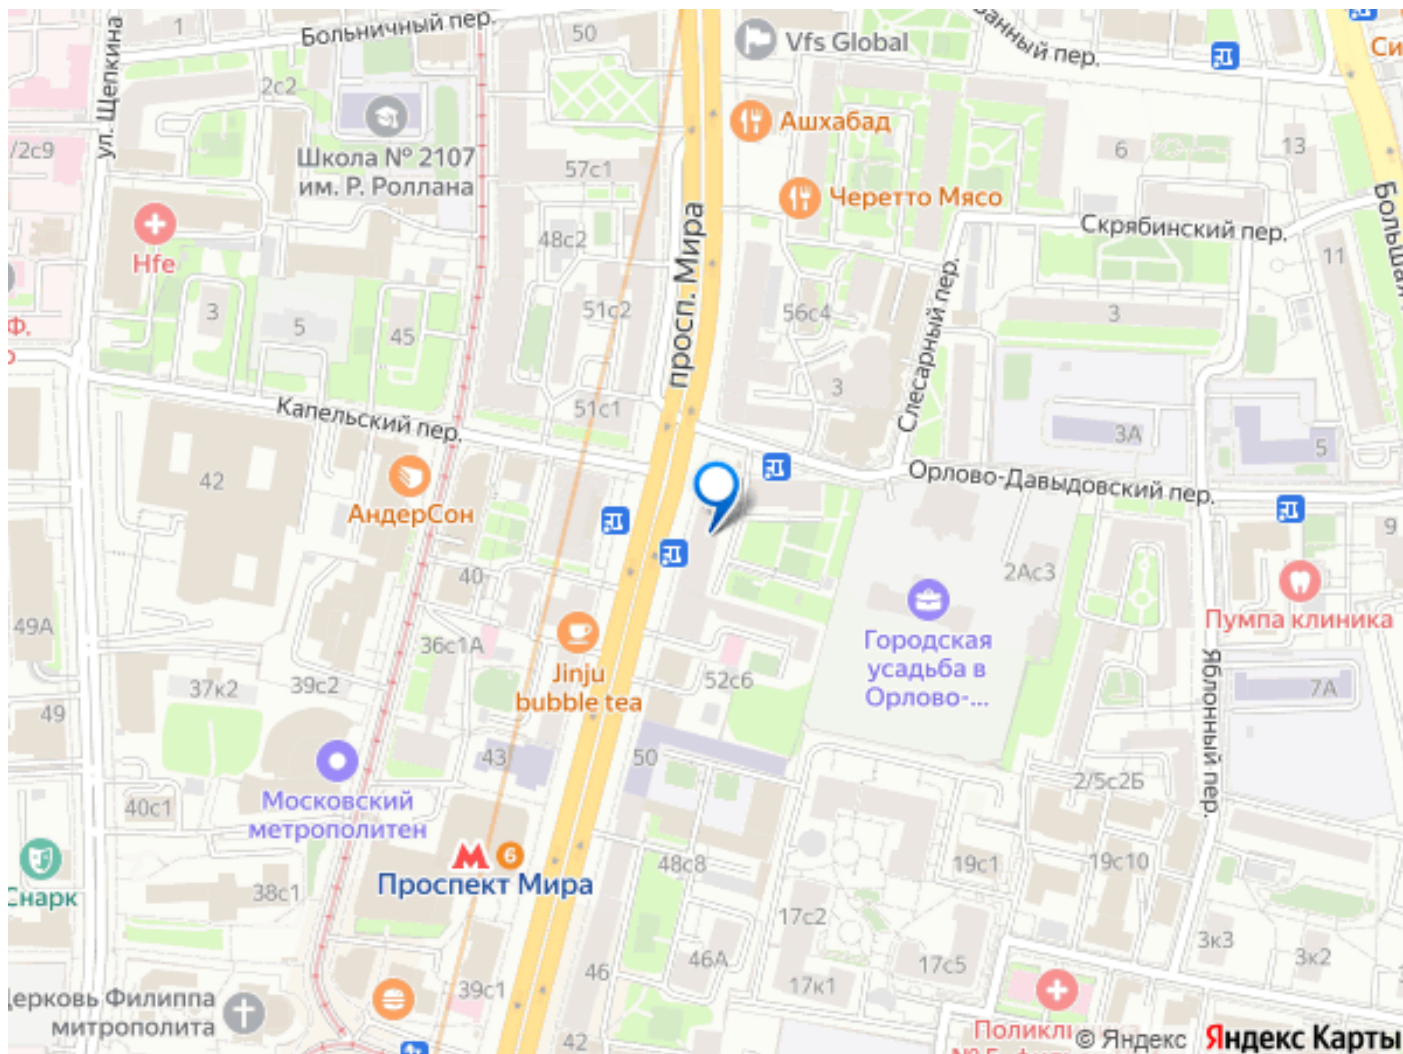 Больничный пер.
ул. Щепкина
1
2с2
50
Vfs Global
Ашхабад
Черетто Мясо
Школа № 2107
им. Р. Роллана
57с1
48с2
51с2
51с1
просп. Мира
/2с9
Hfe
3
5
45
Капельский пер.
42
АндерСон
40
6
13
Скрябинский пер.
11
Большая
Слесарный пер.
56с4
3
3
3А
5
Орлово-Давыдовский пер.
9
2Ас3
Пумпа клиника
Городская
усадьба в
Орлово-...
Яблонный пер.
7А
49А
49
37к2
39с2
36с1А
Jinju
bubble tea
52с6
43
50
Московский
метрополитен
40с1
6
Проспект Мира
38с1
Снарк
48с8
46А
46
42
39с1
17с2
17к1
17с5
19с1
19с10
2/5с2Б
3к3
3к2
ерковь Филиппа
митрополита
© Яндекс
Яндекс Карты